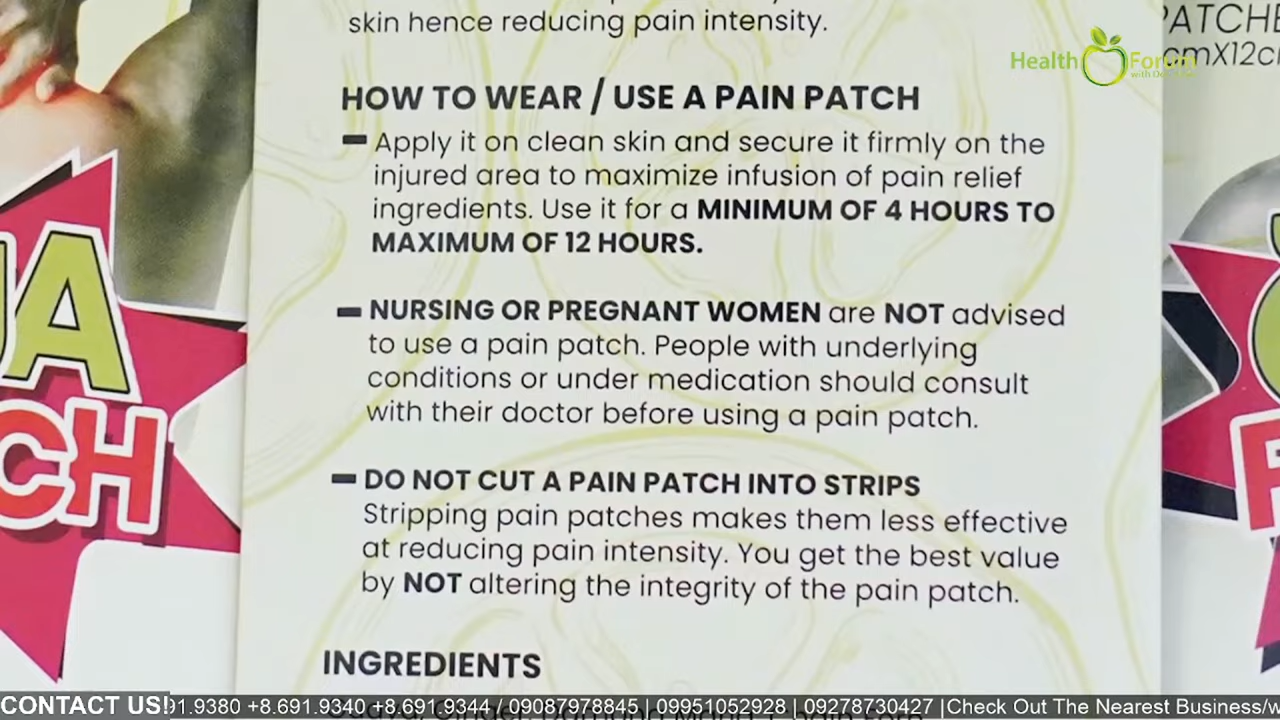 skin hence reducing pain intensity.
HOW TO WEAR / USE A PAIN PATCH
Apply it on clean skin and secure it firmly on the
injured area to maximize infusion of pain relief
ingredients. Use it for a MINIMUM OF 4 HOURS TO
MAXIMUM OF 12 HOURS.
NURSING OR PREGNANT WOMEN are NOT advised
to use a pain patch. People with underlying
conditions or under medication should consult
with their doctor before using a pain patch.
DO NOT CUT A PAIN PATCH INTO STRIPS
Stripping pain patches makes them less effective
at reducing pain intensity. You get the best value
by NOT altering the integrity of the pain patch.
INGREDIENTS
Health Forum
CH
CONTACT US! 91.9380 +8.691.9340 +8.691.9344 / 09087978845, | 09951052928 | 09278730427 |Check Out The Nearest Business/w